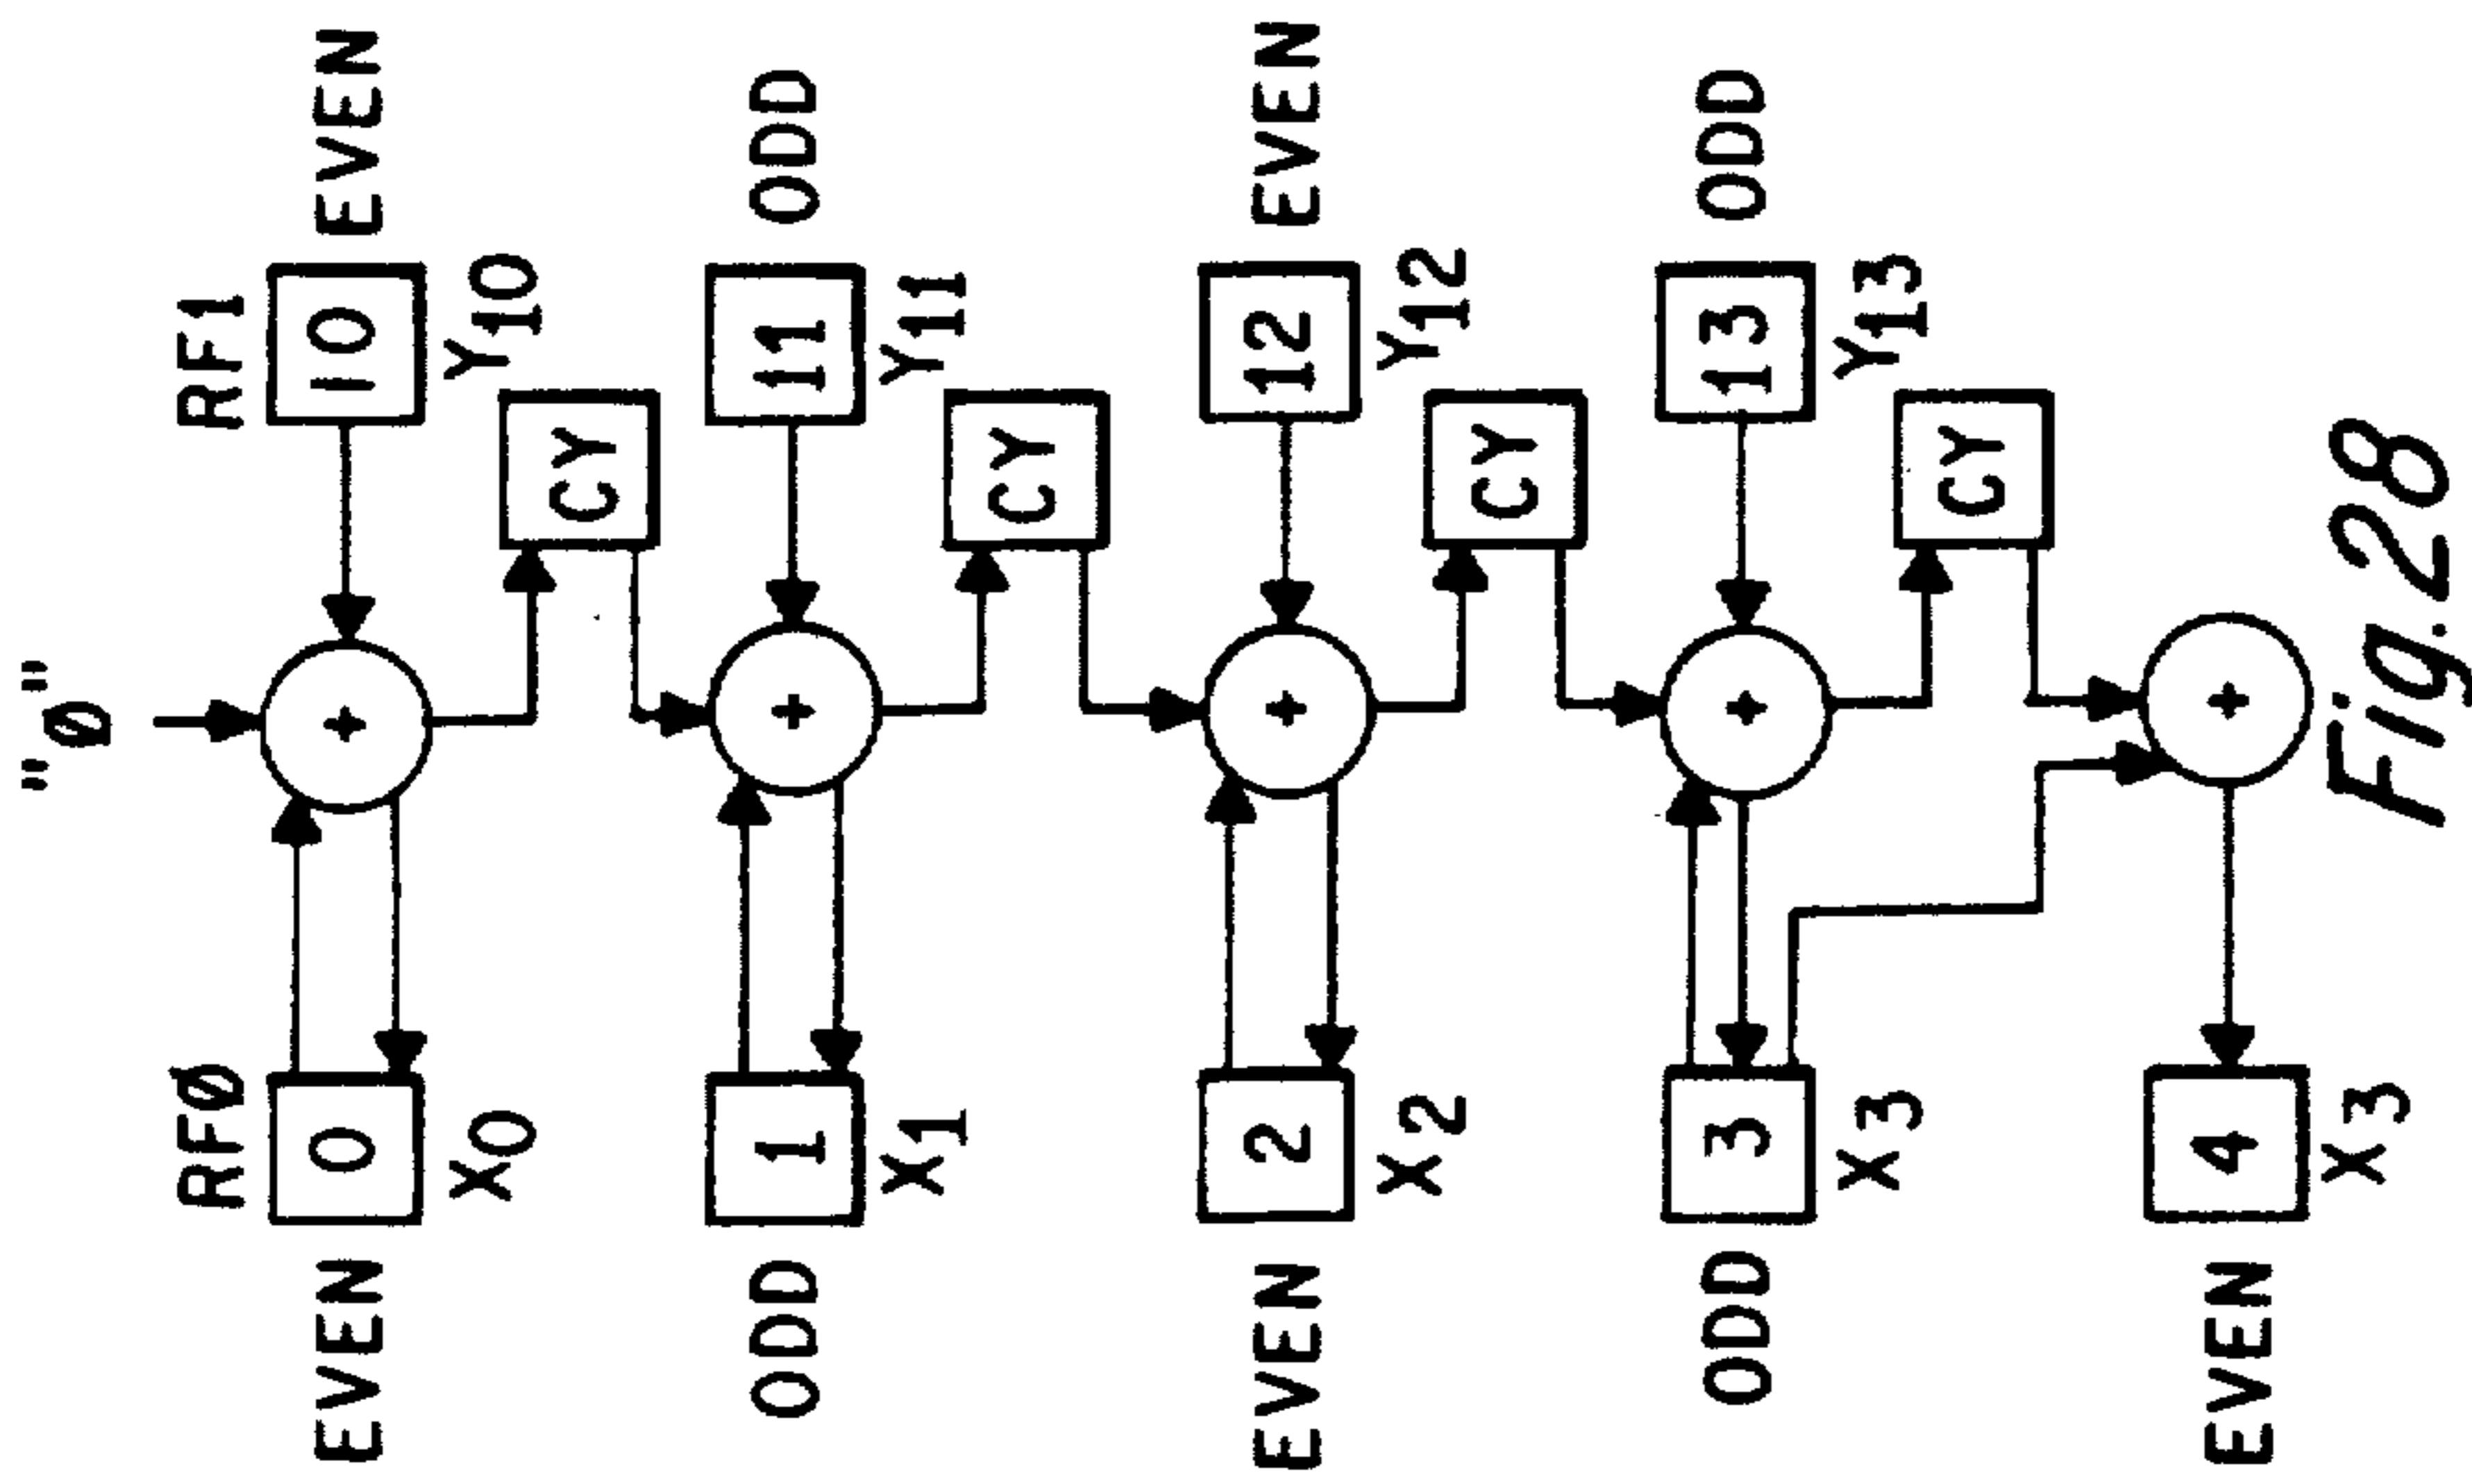 "Ø"
RFØ
RF1
EVEN 0 + 10 EVEN
X0
Y10
CY
ODD 1 + 11 ODD
X1
Y11
CY
EVEN 2 + 12 EVEN
X2
Y12
CY
ODD 3 + 13 ODD
X3
Y13
CY
EVEN 4 +
X3
Fig.28